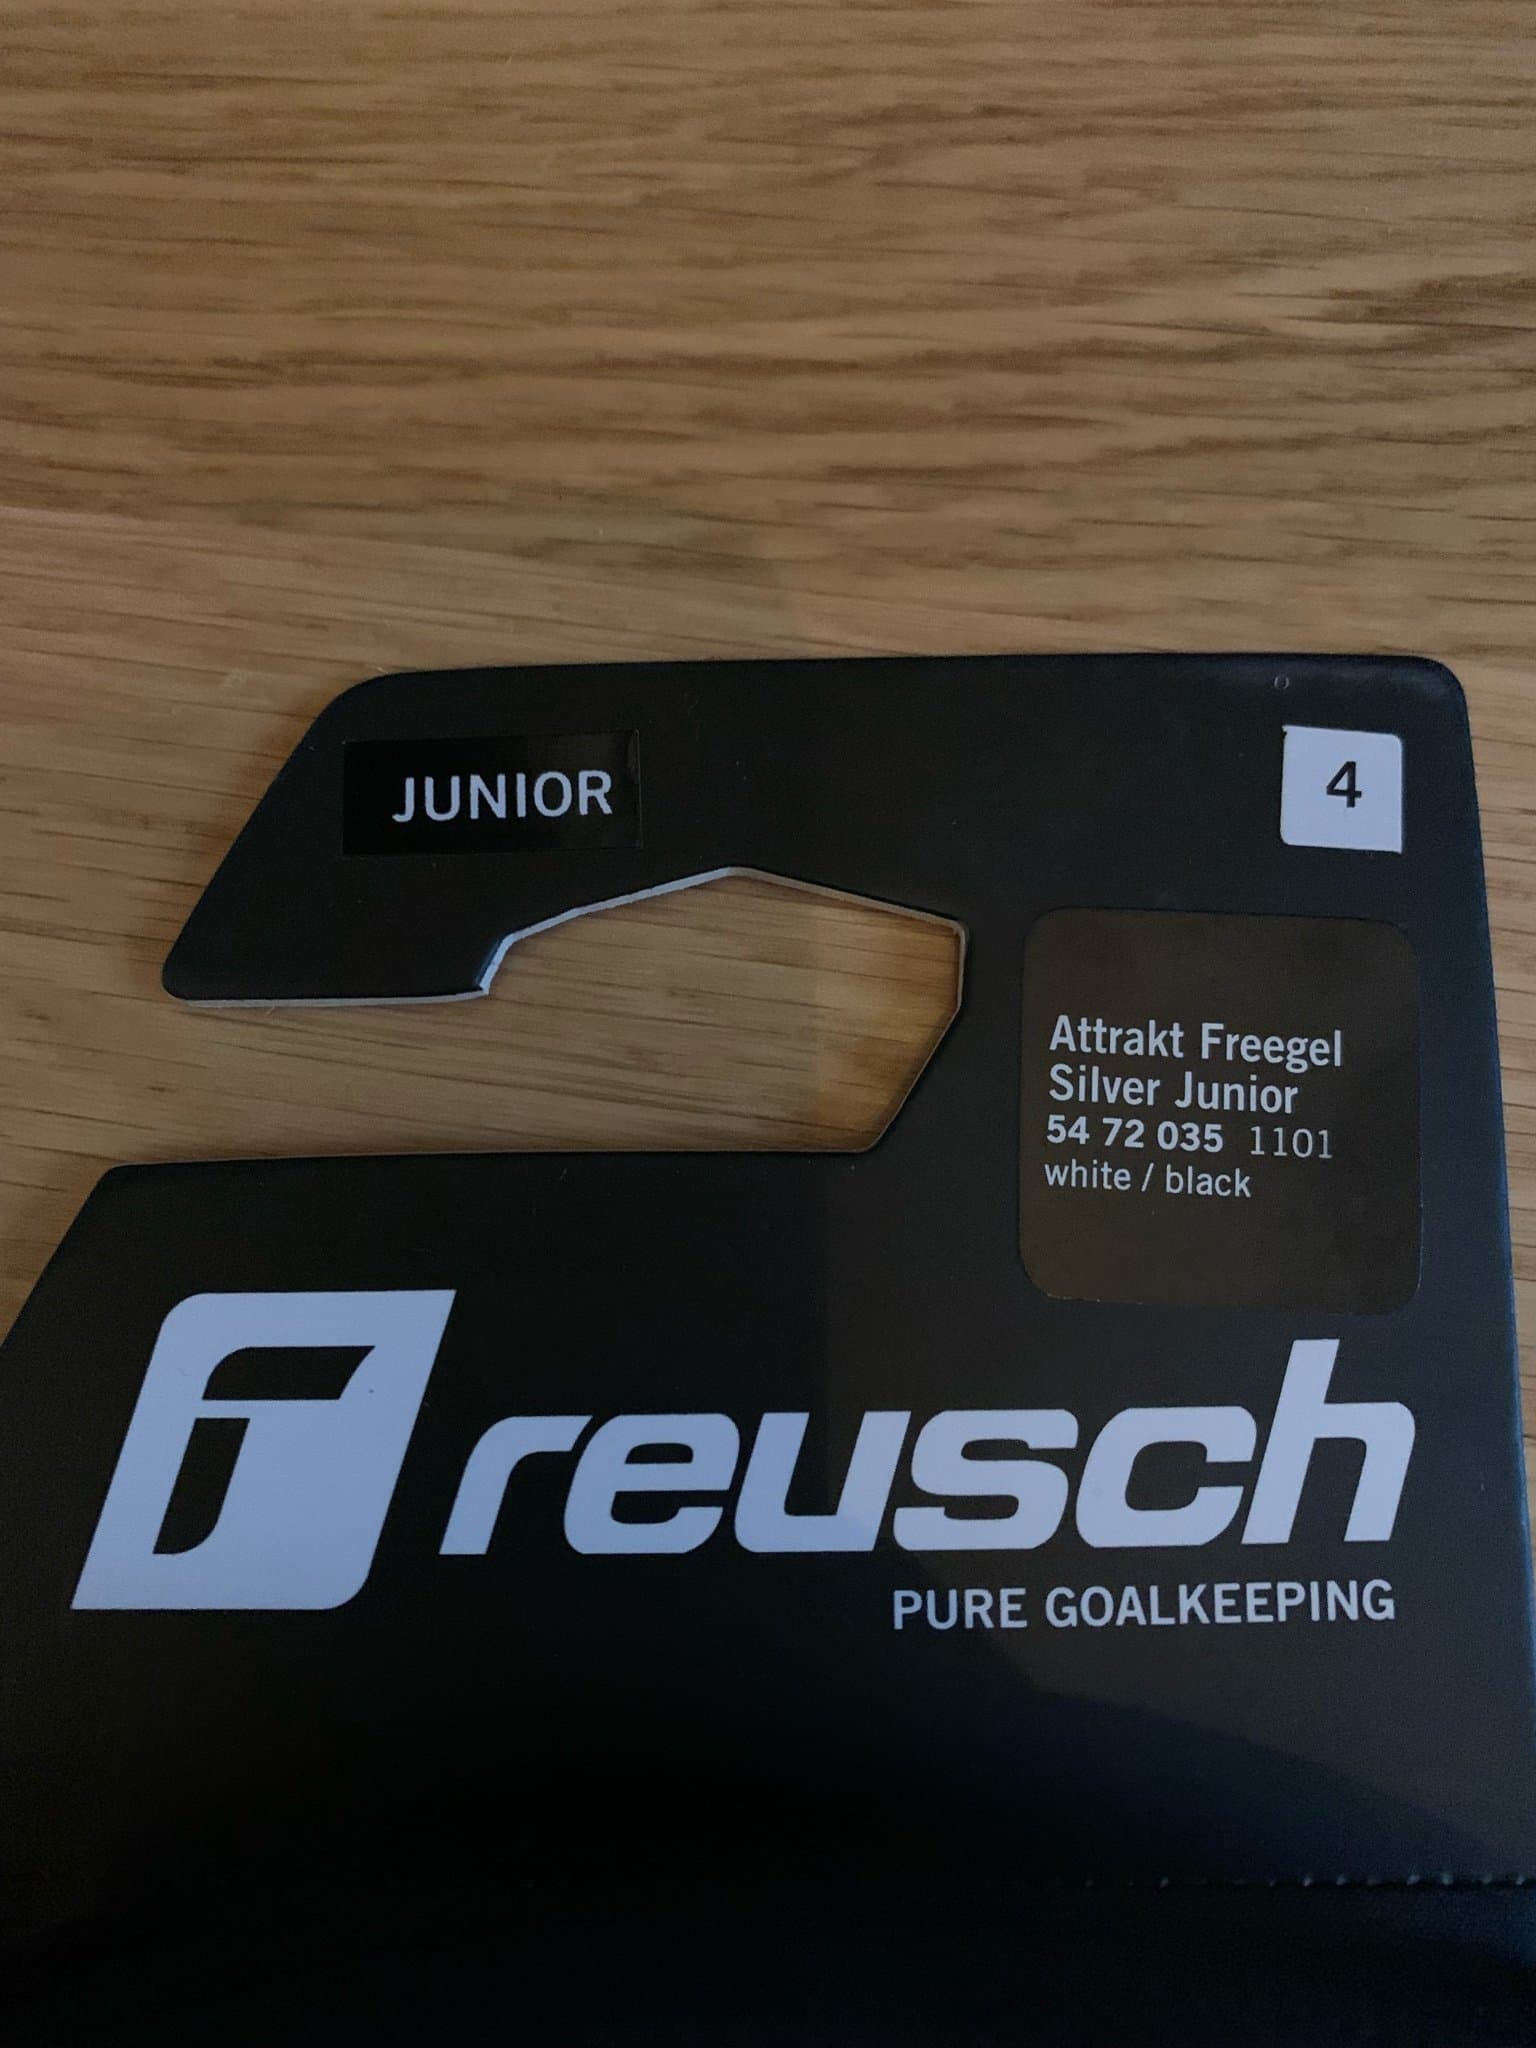 JUNIOR
4
Attrakt Freegel
Silver Junior
54 72 035 1101
white / black
reusch
PURE GOALKEEPING